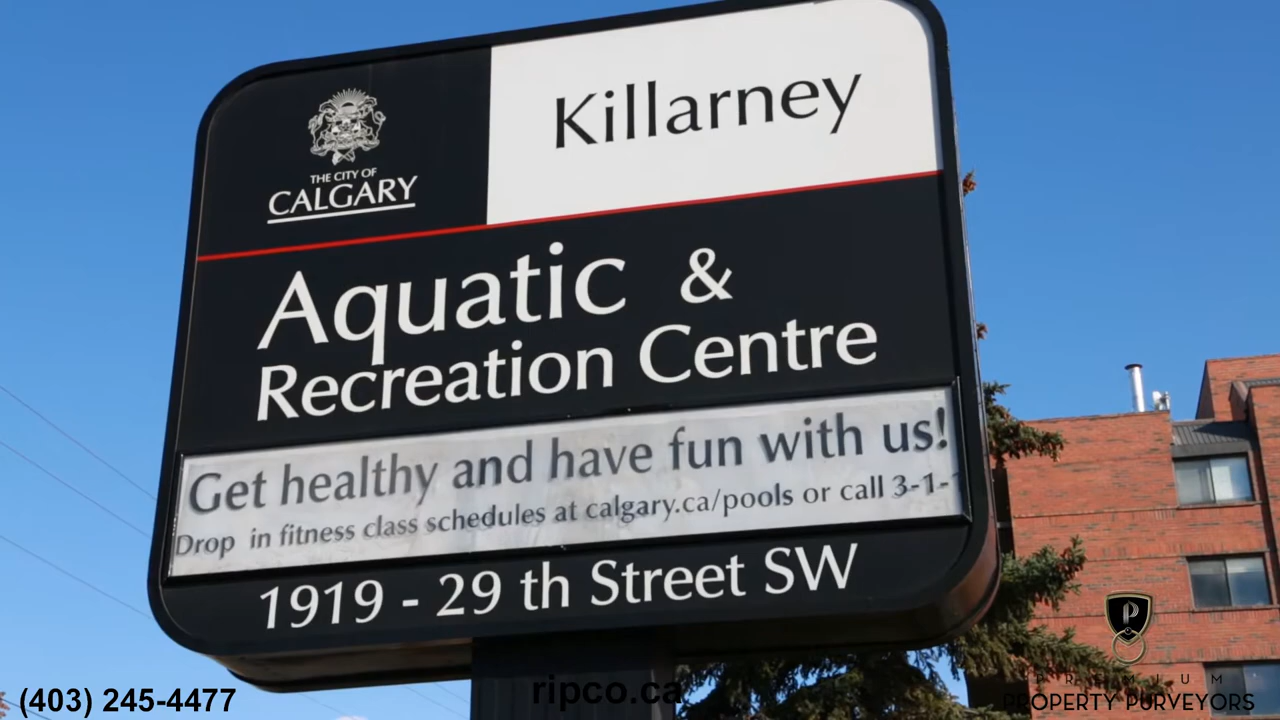 Killarney
THE CITY OF
CALGARY
Aquatic &
Recreation Centre
Get healthy and have fun with us!
Drop in fitness class schedules at calgary.ca/pools or call 3-1-1
1919 - 29 th Street SW
(403) 245-4477
ripco.ca
P
PREMIUM
PROPERTY PURVEYORS